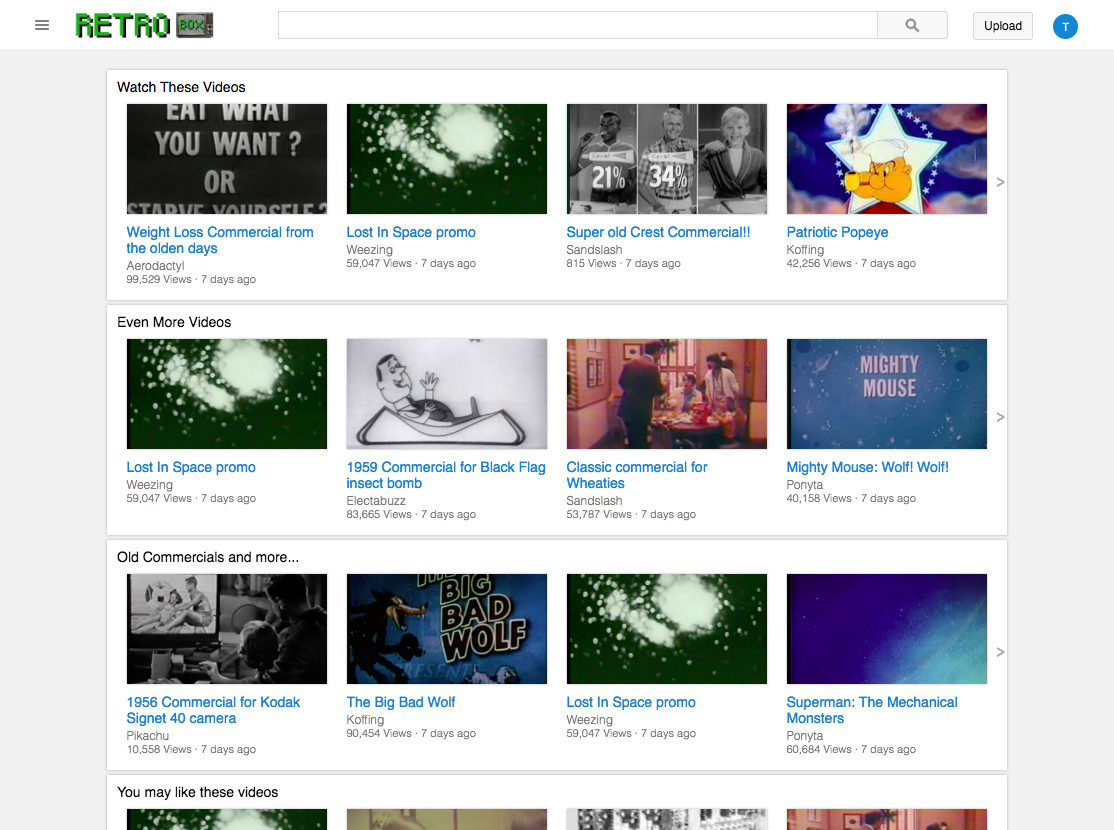 RETRO BOX
Upload
T
Watch These Videos
EAT WHAT
YOU WANT?
OR
STARVE YOURSELF?
Crest
21%
Crest
34%
Weight Loss Commercial from
the olden days
Aerodactyl
99,529 Views · 7 days ago
Lost In Space promo
Weezing
59,047 Views · 7 days ago
Super old Crest Commercial!!
Sandslash
815 Views · 7 days ago
Patriotic Popeye
Koffing
42,256 Views · 7 days ago
>
Even More Videos
MIGHTY
MOUSE
Lost In Space promo
Weezing
59,047 Views · 7 days ago
1959 Commercial for Black Flag
insect bomb
Electabuzz
83,665 Views · 7 days ago
Classic commercial for
Wheaties
Sandslash
53,787 Views · 7 days ago
Mighty Mouse: Wolf! Wolf!
Ponyta
40,158 Views · 7 days ago
>
Old Commercials and more...
THE
BIG
BAD
WOLF
PRESENTS
1956 Commercial for Kodak
Signet 40 camera
Pikachu
10,558 Views · 7 days ago
The Big Bad Wolf
Koffing
90,454 Views · 7 days ago
Lost In Space promo
Weezing
59,047 Views · 7 days ago
Superman: The Mechanical
Monsters
Ponyta
60,684 Views · 7 days ago
>
You may like these videos